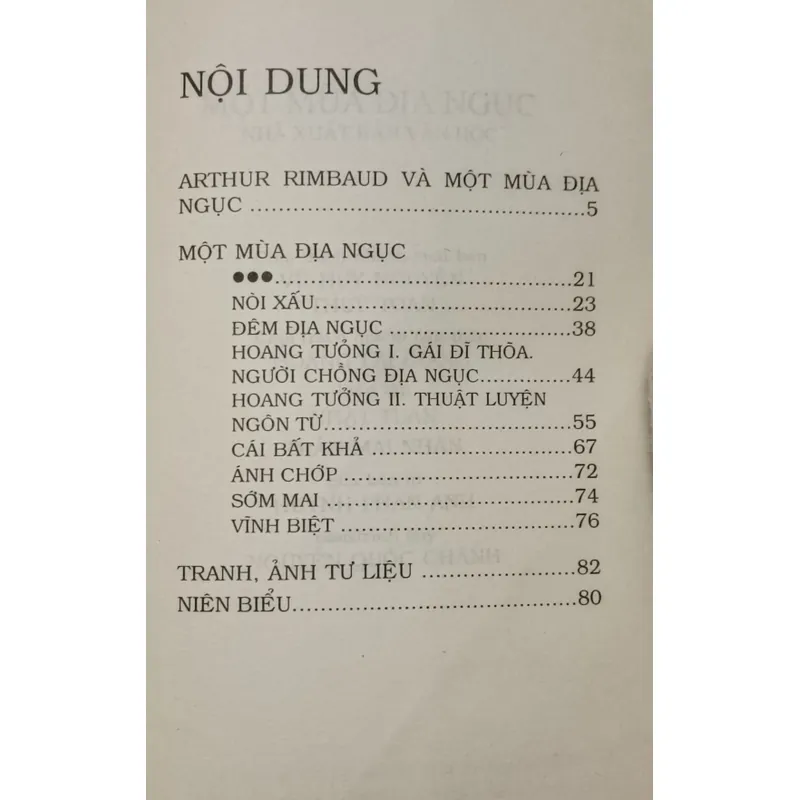 NỘI DUNG
ARTHUR RIMBAUD VÀ MỘT MÙA ĐỊA
NGỤC ................................................5
MỘT MÙA ĐỊA NGỤC
●●●..............................................21
NÒI XẤU.....................................23
ĐÊM ĐỊA NGỤC ..........................38
HOANG TƯỎNG I. GÁI ĐĨ THÕA.
NGƯỜI CHỒNG ĐỊA NGỤC.............44
HOANG TƯỞNG II. THUẬT LUYỆN
NGÔN TỪ....................................55
CÁI BẤT KHẢ .............................67
ÁNH CHỚP .................................72
SỚM MAI ....................................74
VĨNH BIỆT ..................................76
TRANH, ẢNH TƯ LIỆU ......................82
NIÊN BIỂU.........................................80